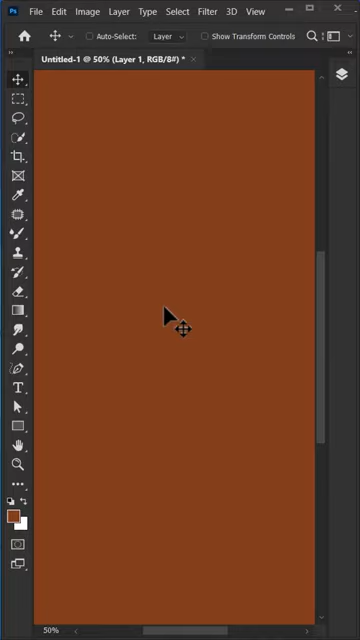 Ps File Edit Image Layer Type Select Filter 3D View
Auto-Select: Layer Show Transform Controls
Untitled-1 @ 50% (Layer 1, RGB/8#) *
T
50%